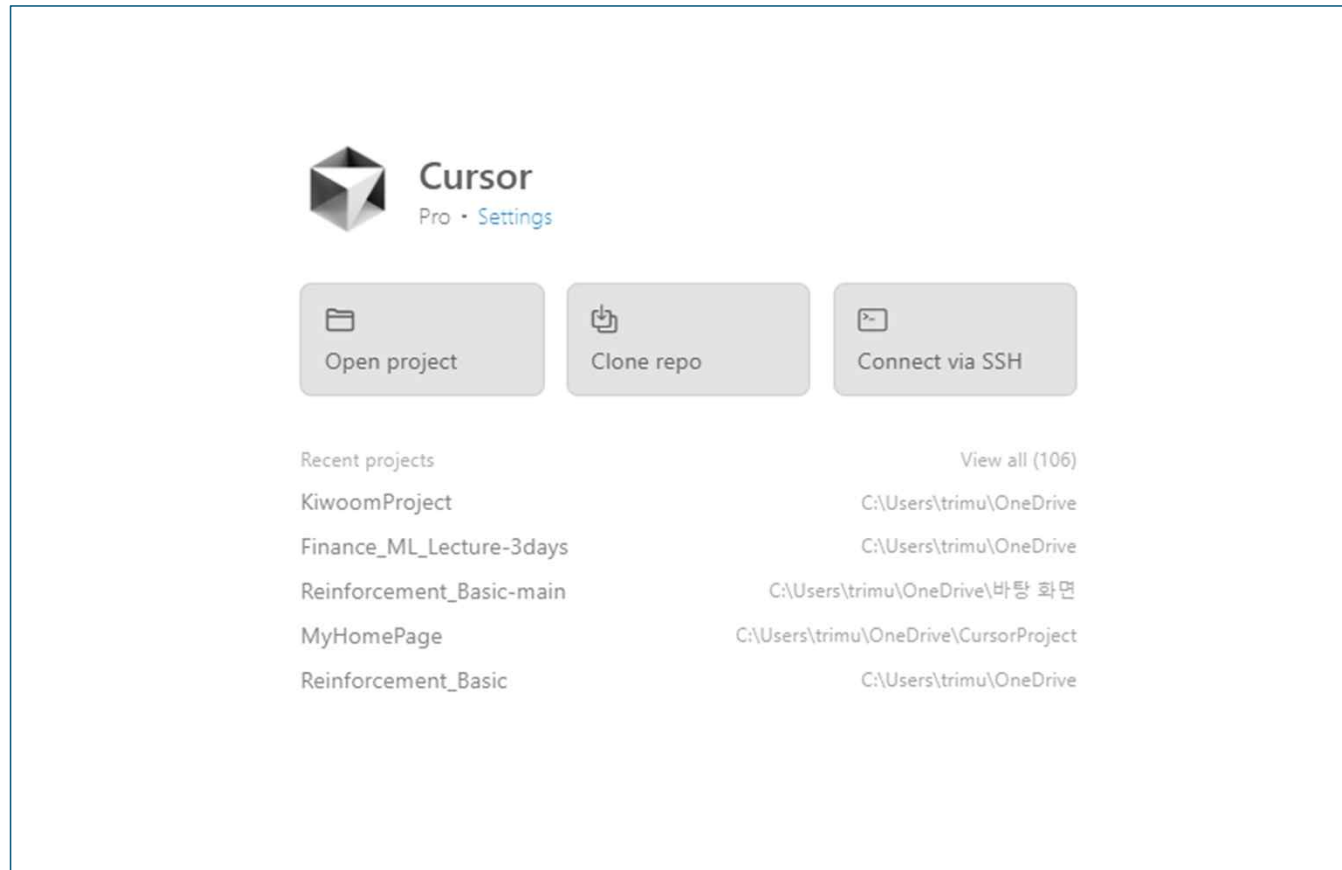 Cursor
Pro • Settings
Open project
Clone repo
Connect via SSH
Recent projects
View all (106)
KiwoomProject
C:\Users\trimu\OneDrive
Finance_ML_Lecture-3days
C:\Users\trimu\OneDrive
Reinforcement_Basic-main
C:\Users\trimu\OneDrive\바탕 화면
MyHomePage
C:\Users\trimu\OneDrive\CursorProject
Reinforcement_Basic
C:\Users\trimu\OneDrive